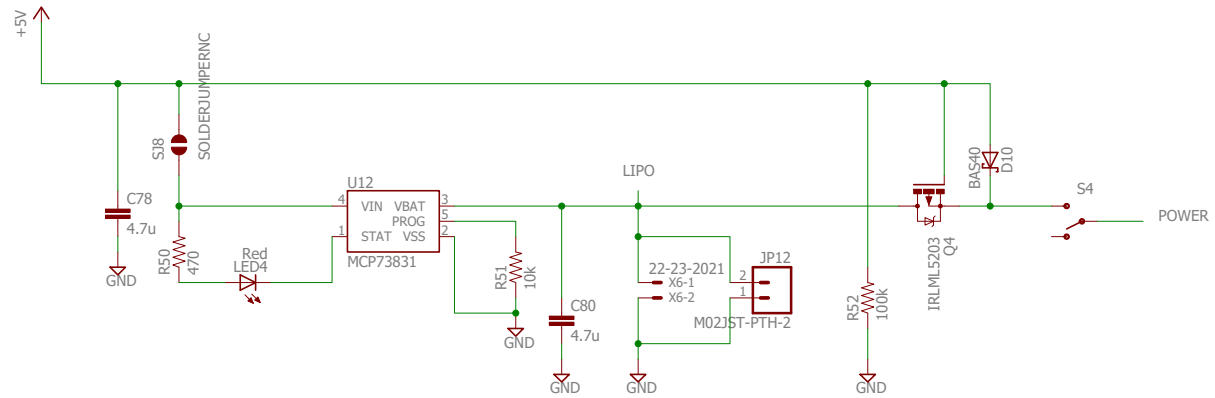 +5V
SJ8
SOLDERJUMPERNC
C78
4.7u
GND
R50
470
Red
LED4
U12
4 VIN VBAT 3
PROG 5
1 STAT VSS 2
MCP73831
R51
10k
GND
C80
4.7u
GND
LIPO
22-23-2021
X6-1
X6-2
GND
JP12
2
1
M02JST-PTH-2
R52
100k
GND
IRLML5203
Q4
BAS40
D10
S4
POWER